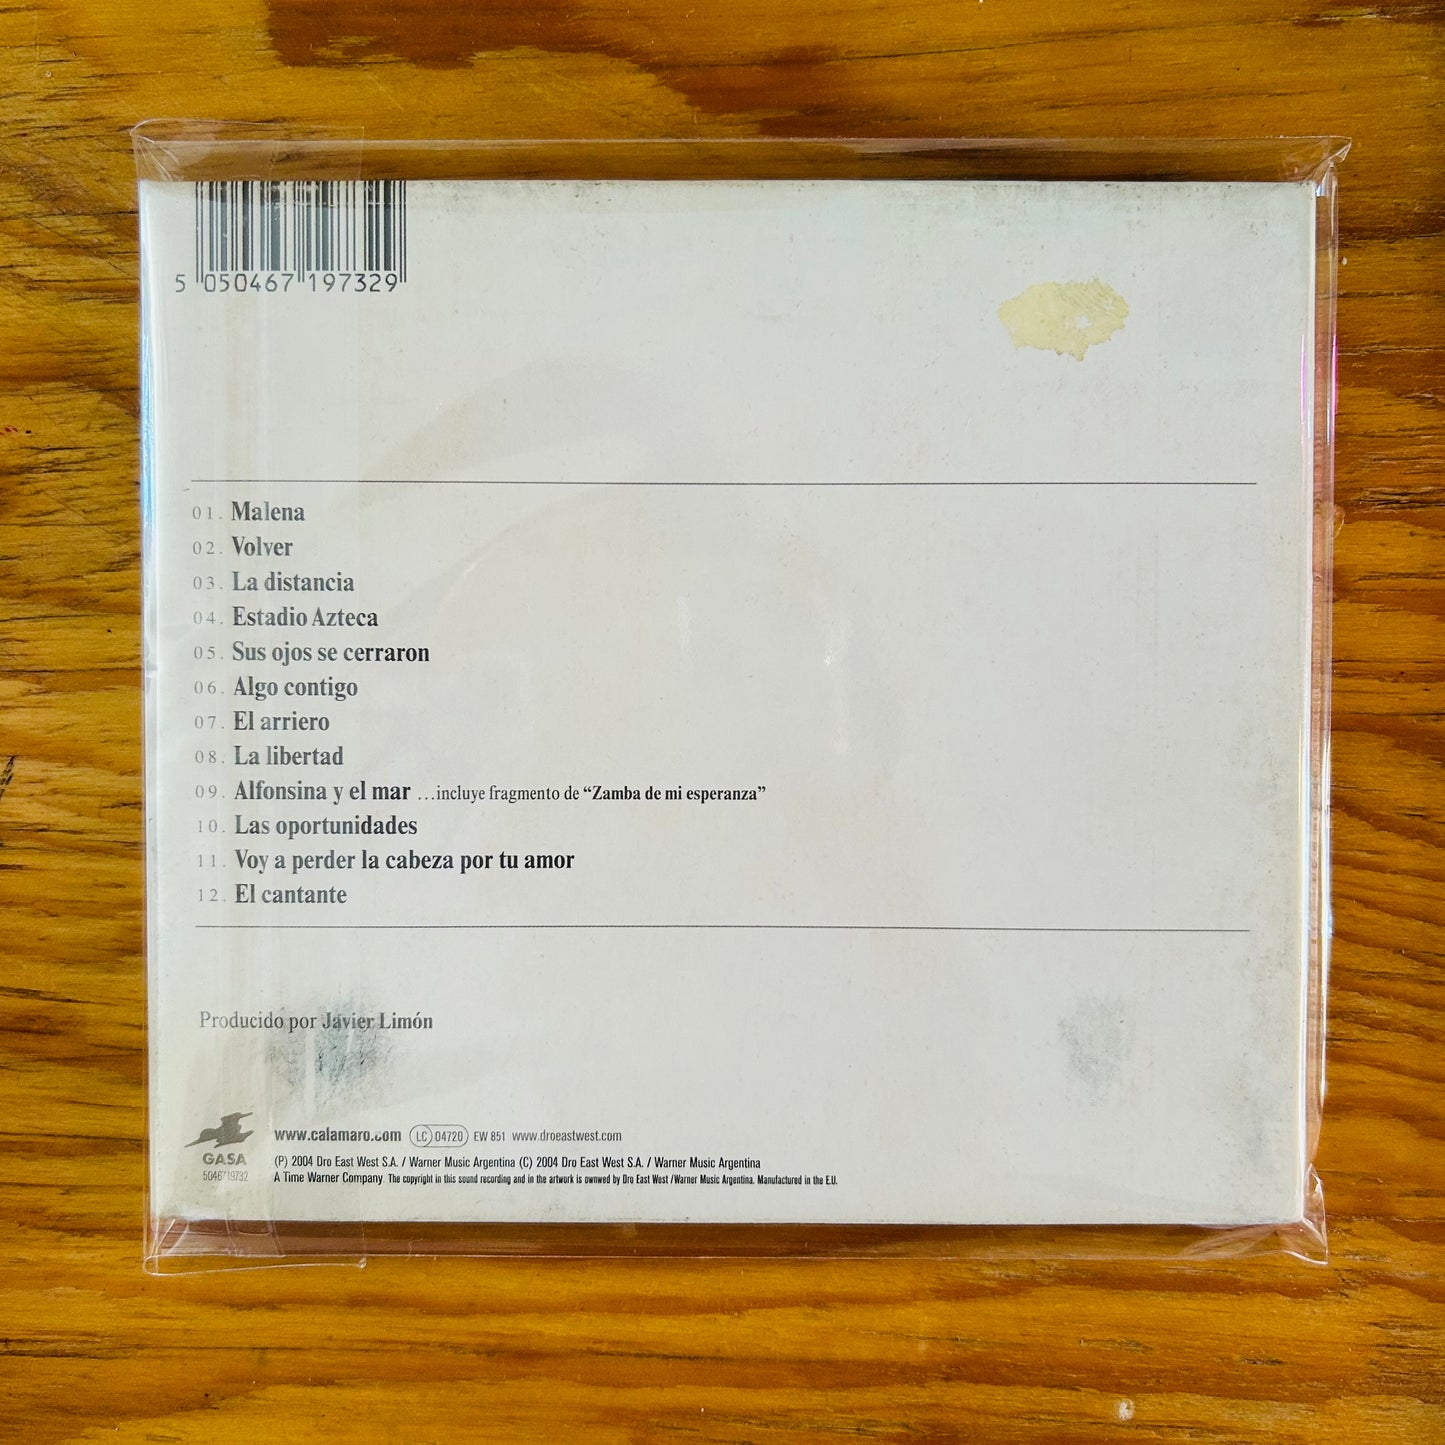 5 050467 197329
01. Malena
02. Volver
03. La distancia
04. Estadio Azteca
05. Sus ojos se cerraron
06. Algo contigo
07. El arriero
08. La libertad
09. Alfonsina y el mar ...incluye fragmento de “Zamba de mi esperanza”
10. Las oportunidades
11. Voy a perder la cabeza por tu amor
12. El cantante
Producido por Javier Limón
GASA
5046719732
www.calamaro.com LC 04720 EW 851 www.droeastwest.com
(P) 2004 Dro East West S.A. / Warner Music Argentina (C) 2004 Dro East West S.A. / Warner Music Argentina
A Time Warner Company. The copyright in this sound recording and in the artwork is ownwed by Dro East West /Warner Music Argentina. Manufactured in the E.U.